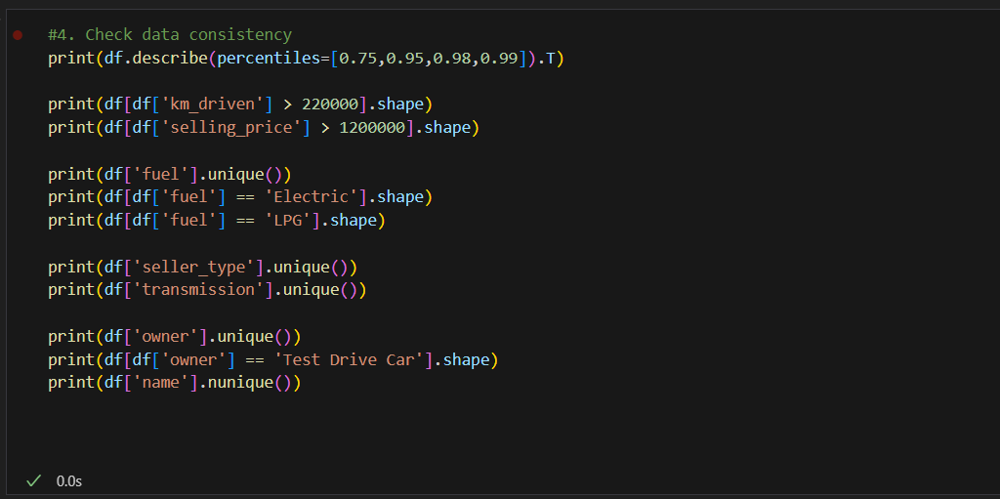 #4. Check data consistency
print(df.describe(percentiles=[0.75,0.95,0.98,0.99]).T)
print(df[df['km_driven'] > 220000].shape)
print(df[df['selling_price'] > 1200000].shape)
print(df['fuel'].unique())
print(df[df['fuel'] == 'Electric'].shape)
print(df[df['fuel'] == 'LPG'].shape)
print(df['seller_type'].unique())
print(df['transmission'].unique())
print(df['owner'].unique())
print(df[df['owner'] == 'Test Drive Car'].shape)
print(df['name'].nunique())
0.0s